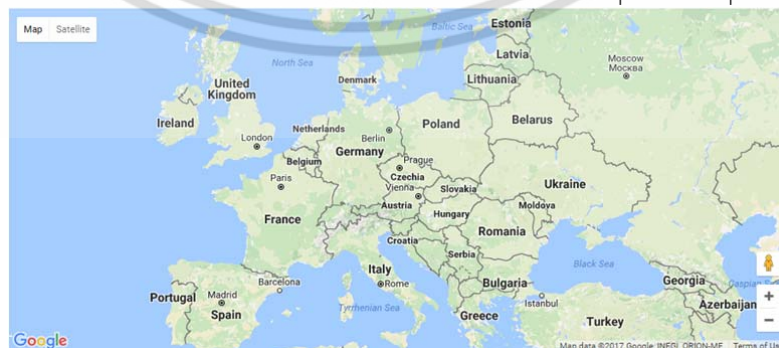 Estonia
Map Satellite
Baltic Sea
Latvia
North Sea
Moscow
Москва
Denmark
Lithuania
United
Kingdom
Ireland
Netherlands
Berlin
Poland
Belarus
London
Germany
Belgium
Prague
Czechia
Paris
Vienna
Slovakia
Ukraine
Austria
Hungary
Moldova
France
Romania
Croatia
Serbia
Italy
Black Sea
Barcelona
Rome
Bulgaria
Georgia
Portugal
Madrid
Spain
Tyrrhenian Sea
Istanbul
Azerbaijan
Greece
Turkey
Google
Map data ©2017 Google, INEGI, ORION-ME Terms of Us